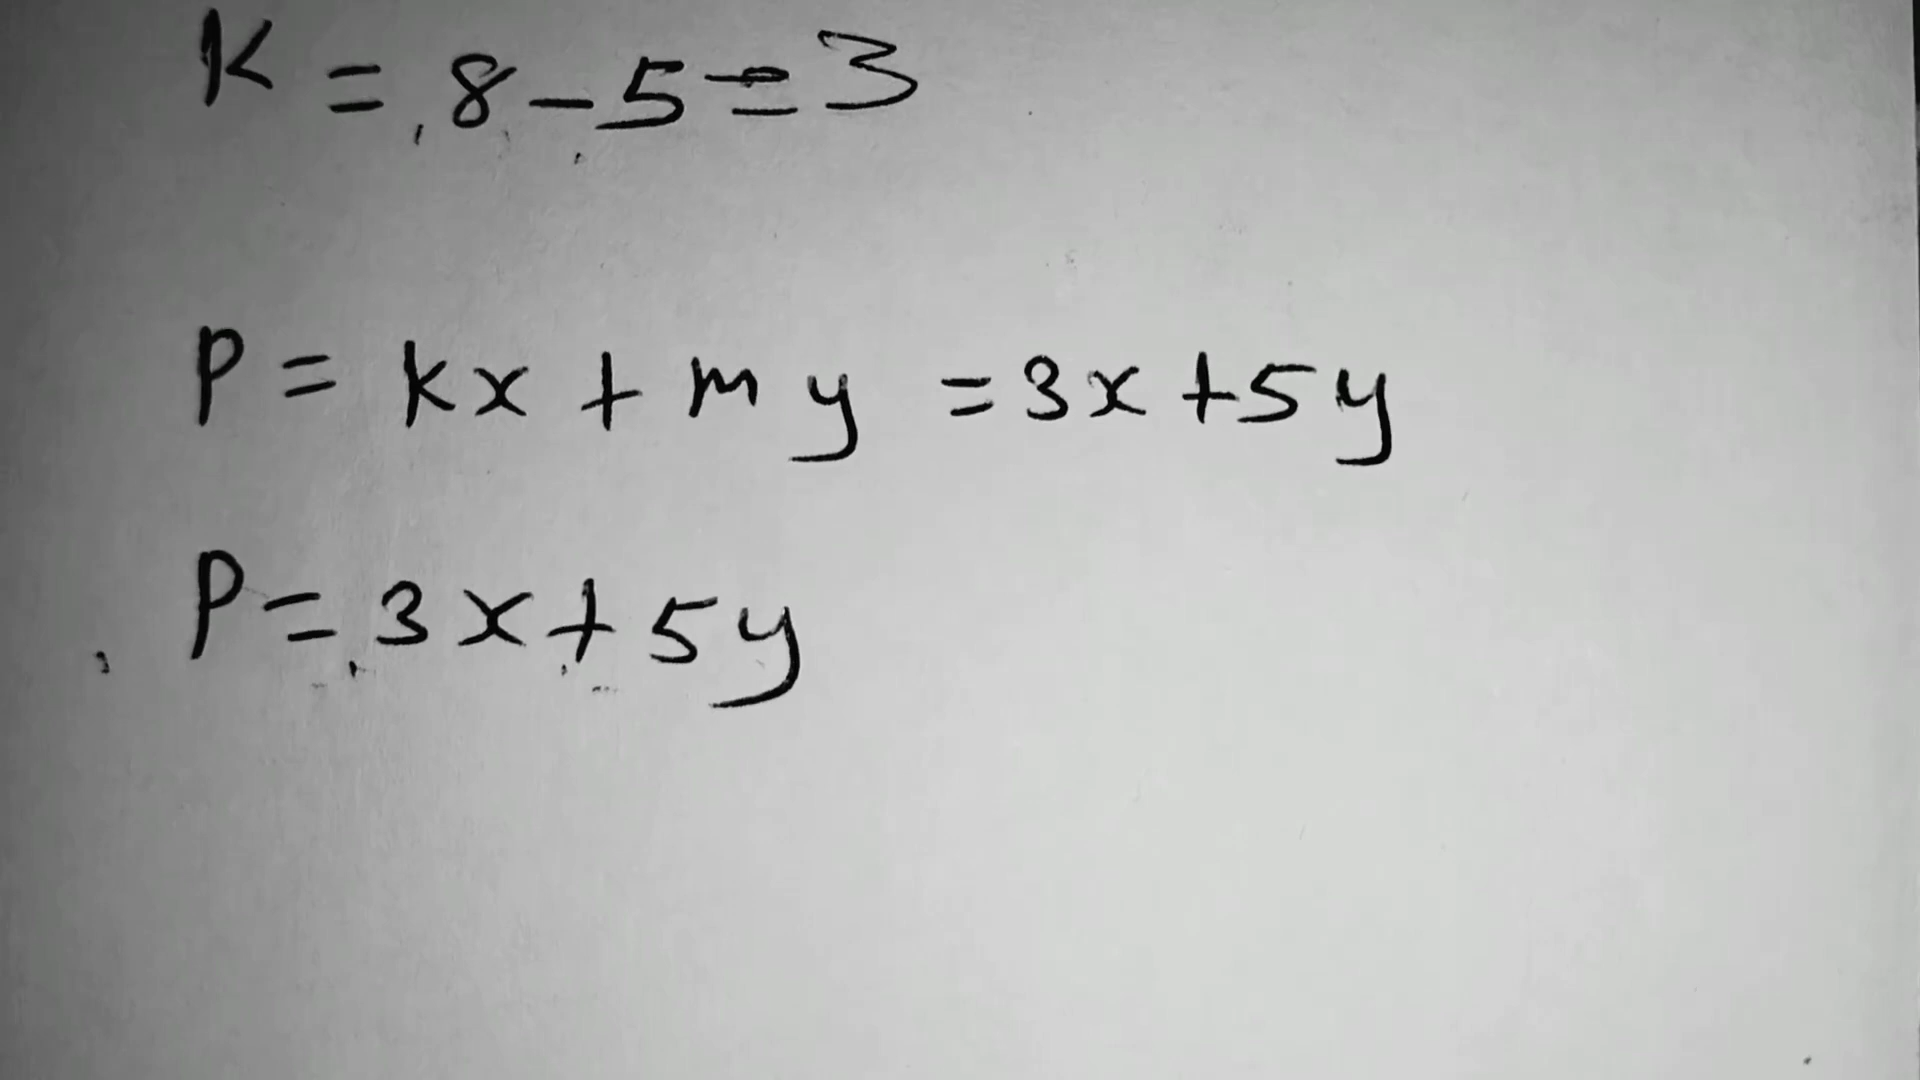 K = 8 - 5 = 3
P = kx + my = 3x + 5y
P = 3x + 5y